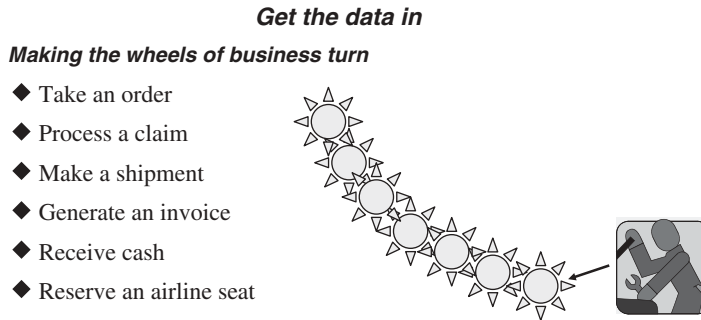 Get the data in
Making the wheels of business turn
◆ Take an order
◆ Process a claim
◆ Make a shipment
◆ Generate an invoice
◆ Receive cash
◆ Reserve an airline seat